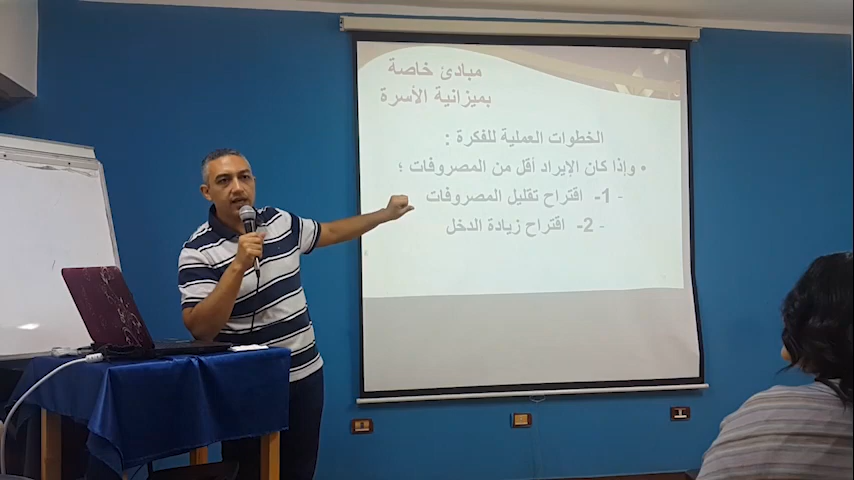 مبادئ خاصة
بميزانية الأسرة
الخطوات العملية للفكرة :
• وإذا كان الإيراد أقل من المصروفات ؛
- 1- اقتراح تقليل المصروفات
- 2- اقتراح زيادة الدخل